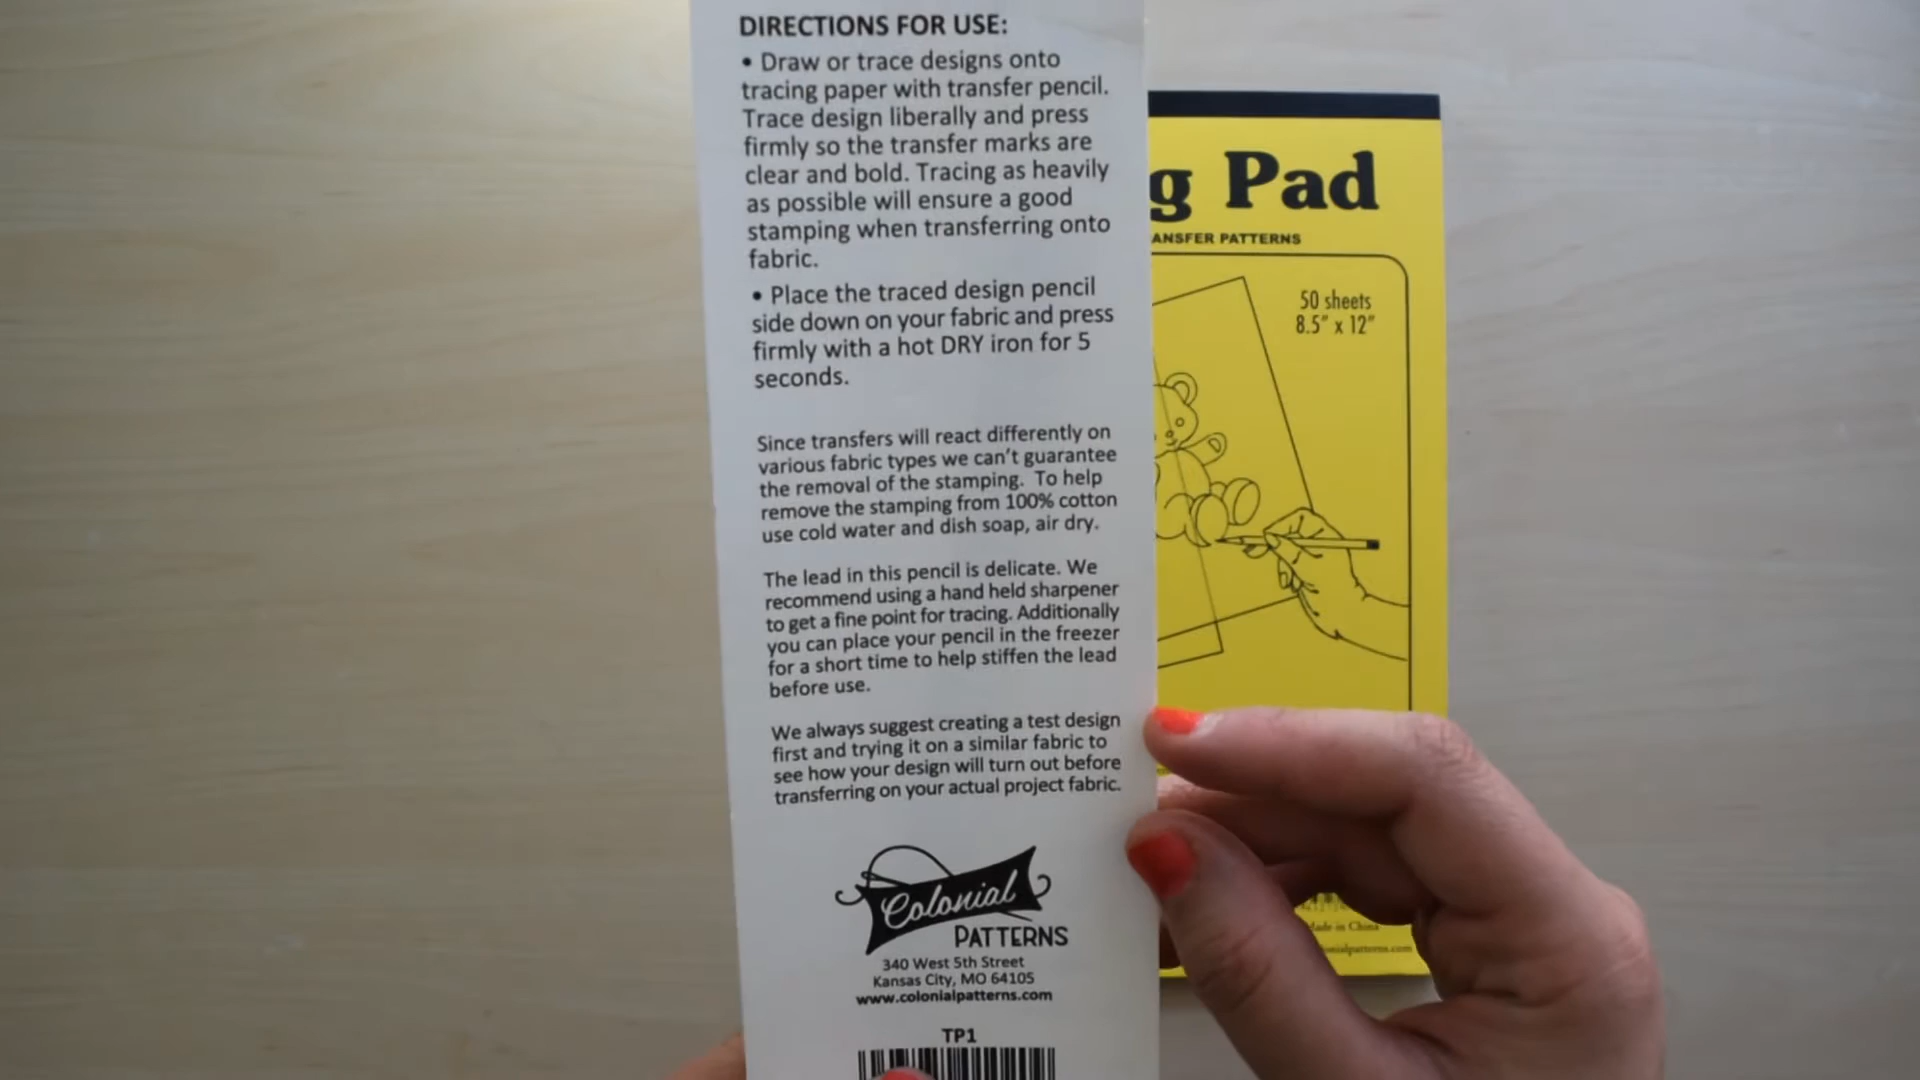 DIRECTIONS FOR USE:
• Draw or trace designs onto
tracing paper with transfer pencil.
Trace design liberally and press
firmly so the transfer marks are
clear and bold. Tracing as heavily
as possible will ensure a good
stamping when transferring onto
fabric.
• Place the traced design pencil
side down on your fabric and press
firmly with a hot DRY iron for 5
seconds.
Since transfers will react differently on
various fabric types we can't guarantee
the removal of the stamping. To help
remove the stamping from 100% cotton
use cold water and dish soap, air dry.
The lead in this pencil is delicate. We
recommend using a hand held sharpener
to get a fine point for tracing. Additionally
you can place your pencil in the freezer
for a short time to help stiffen the lead
before use.
We always suggest creating a test design
first and trying it on a similar fabric to
see how your design will turn out before
transferring on your actual project fabric.
Colonial
PATTERNS
340 West 5th Street
Kansas City, MO 64105
www.colonialpatterns.com
TP1
g Pad
ANSFER PATTERNS
50 sheets
8.5" x 12"
Made in China
onialpatterns.com